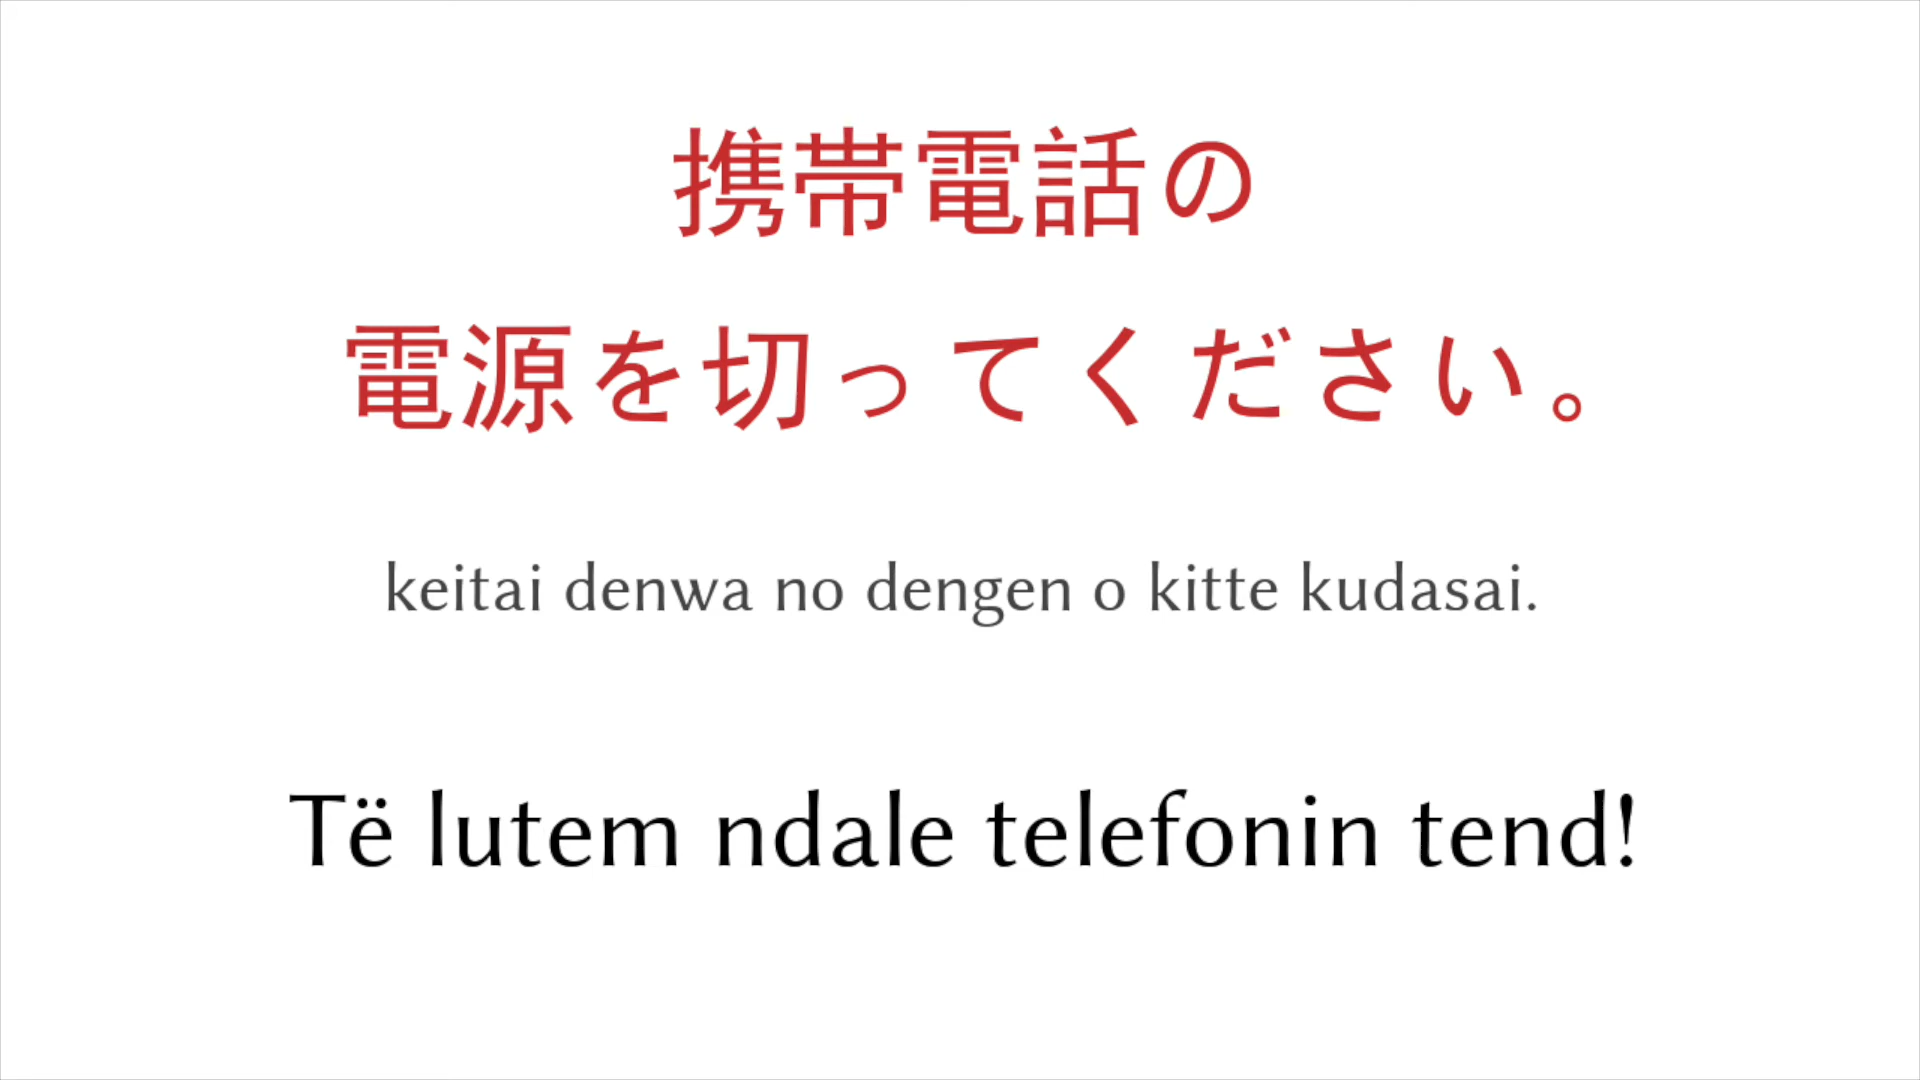 携帯電話の
電源を切ってください。
keitai denwa no dengen o kitte kudasai.
Të lutem ndale telefonin tend!